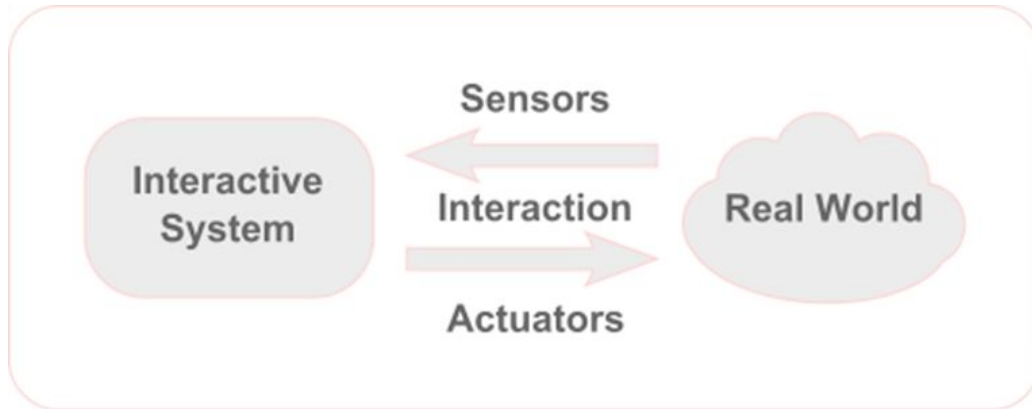 Sensors
Interactive
System
Interaction
Real World
Actuators